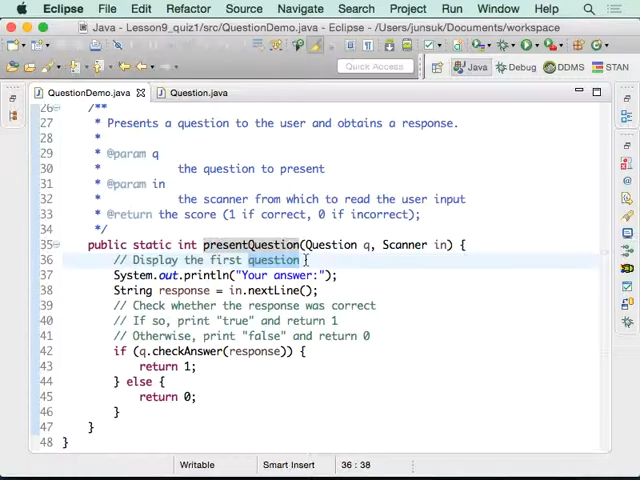 Eclipse File Edit Refactor Source Navigate Search Project Run Window
Java - Lesson9_quiz1/src/QuestionDemo.java - Eclipse - /Users/junsuk/Documents/workspace
Quick Access Java Debug DDMS STAN
QuestionDemo.java Question.java
26 /**
27 * Presents a question to the user and obtains a response.
28 *
29 * @param q
30 * the question to present
31 * @param in
32 * the scanner from which to read the user input
33 * @return the score (1 if correct, 0 if incorrect);
34 */
35 public static int presentQuestion(Question q, Scanner in) {
36 // Display the first question
37 System.out.println("Your answer:");
38 String response = in.nextLine();
39 // Check whether the response was correct
40 // If so, print "true" and return 1
41 // Otherwise, print "false" and return 0
42 if (q.checkAnswer(response)) {
43 return 1;
44 } else {
45 return 0;
46 }
47 }
48 }
Writable Smart Insert 36 : 38